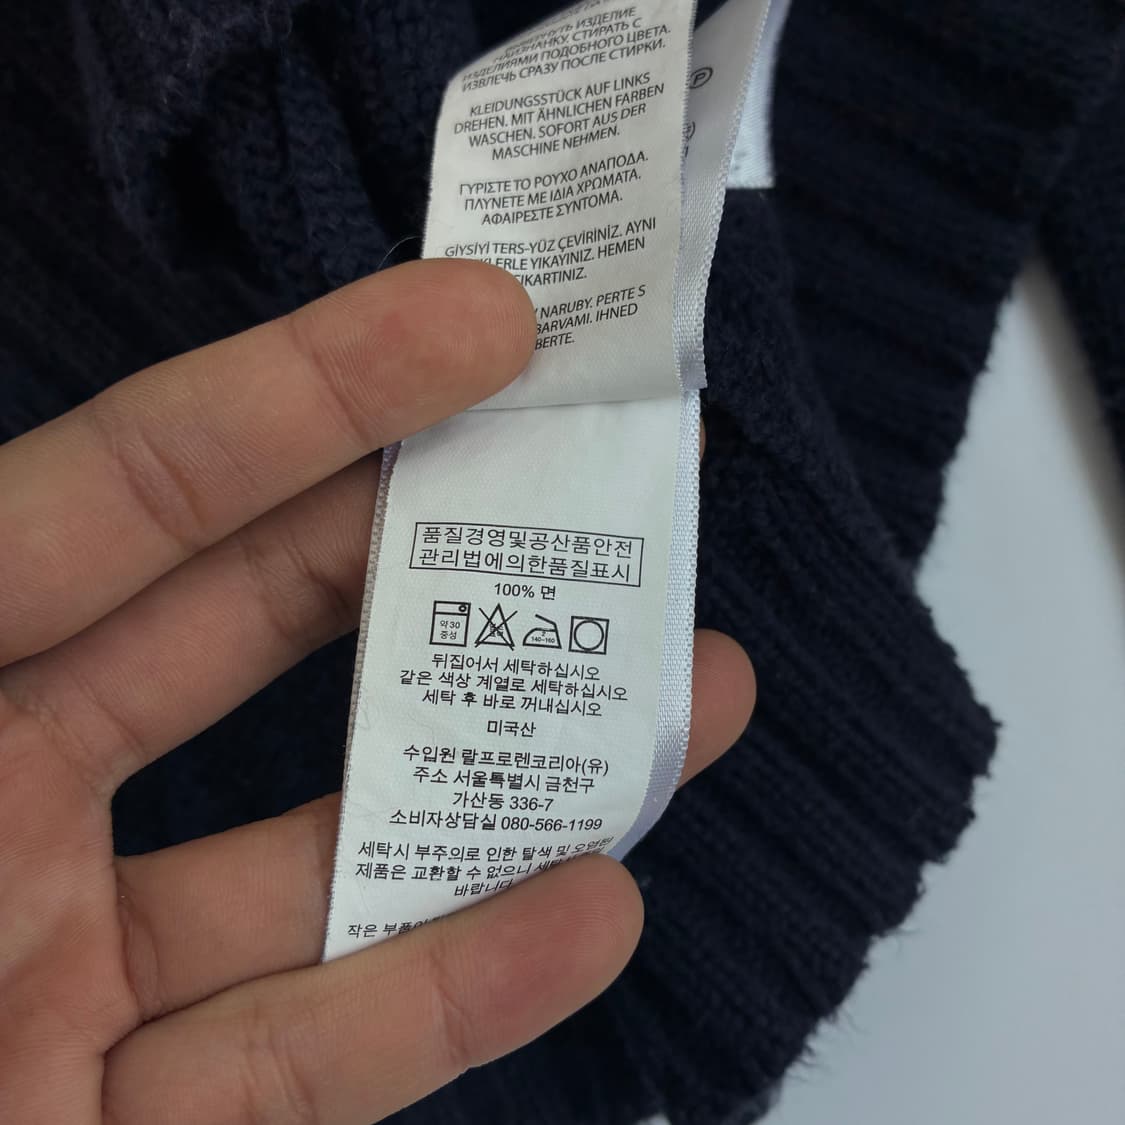 ВЫВЕРНУТЬ ИЗДЕЛИЕ
НАИЗНАНКУ. СТИРАТЬ С
ИЗДЕЛИЯМИ ПОДОБНОГО ЦВЕТА.
ИЗВЛЕЧЬ СРАЗУ ПОСЛЕ СТИРКИ.
KLEIDUNGSSTÜCK AUF LINKS
DREHEN. MIT ÄHNLICHEN FARBEN
WASCHEN. SOFORT AUS DER
MASCHINE NEHMEN.
ΓΥΡΙΣΤΕ ΤΟ ΡΟΥΧΟ ΑΝΑΠΟΔΑ.
ΠΛΥΝΕΤΕ ΜΕ ΙΔΙΑ ΧΡΩΜΑΤΑ.
ΑΦΑΙΡΕΣΤΕ ΣΥΝΤΟΜΑ.
GİYSİYİ TERS-YÜZ ÇEVİRİNİZ. AYNI
YIKAYINIZ. HEMEN
NARUBY. PERTE S
BARVAMI. IHNED
P
품질경영및공산품안전
관리법에의한품질표시
100% 면
약 30
중성
140~160
뒤집어서 세탁하십시오
같은 색상 계열로 세탁하십시오
세탁 후 바로 꺼내십시오
미국산
수입원 랄프로렌코리아(유)
주소 서울특별시 금천구
가산동 336-7
소비자상담실 080-566-1199
세탁시 부주의로 인한 탈색 및
제품은 교환할 수 없으니
바랍니다
작은